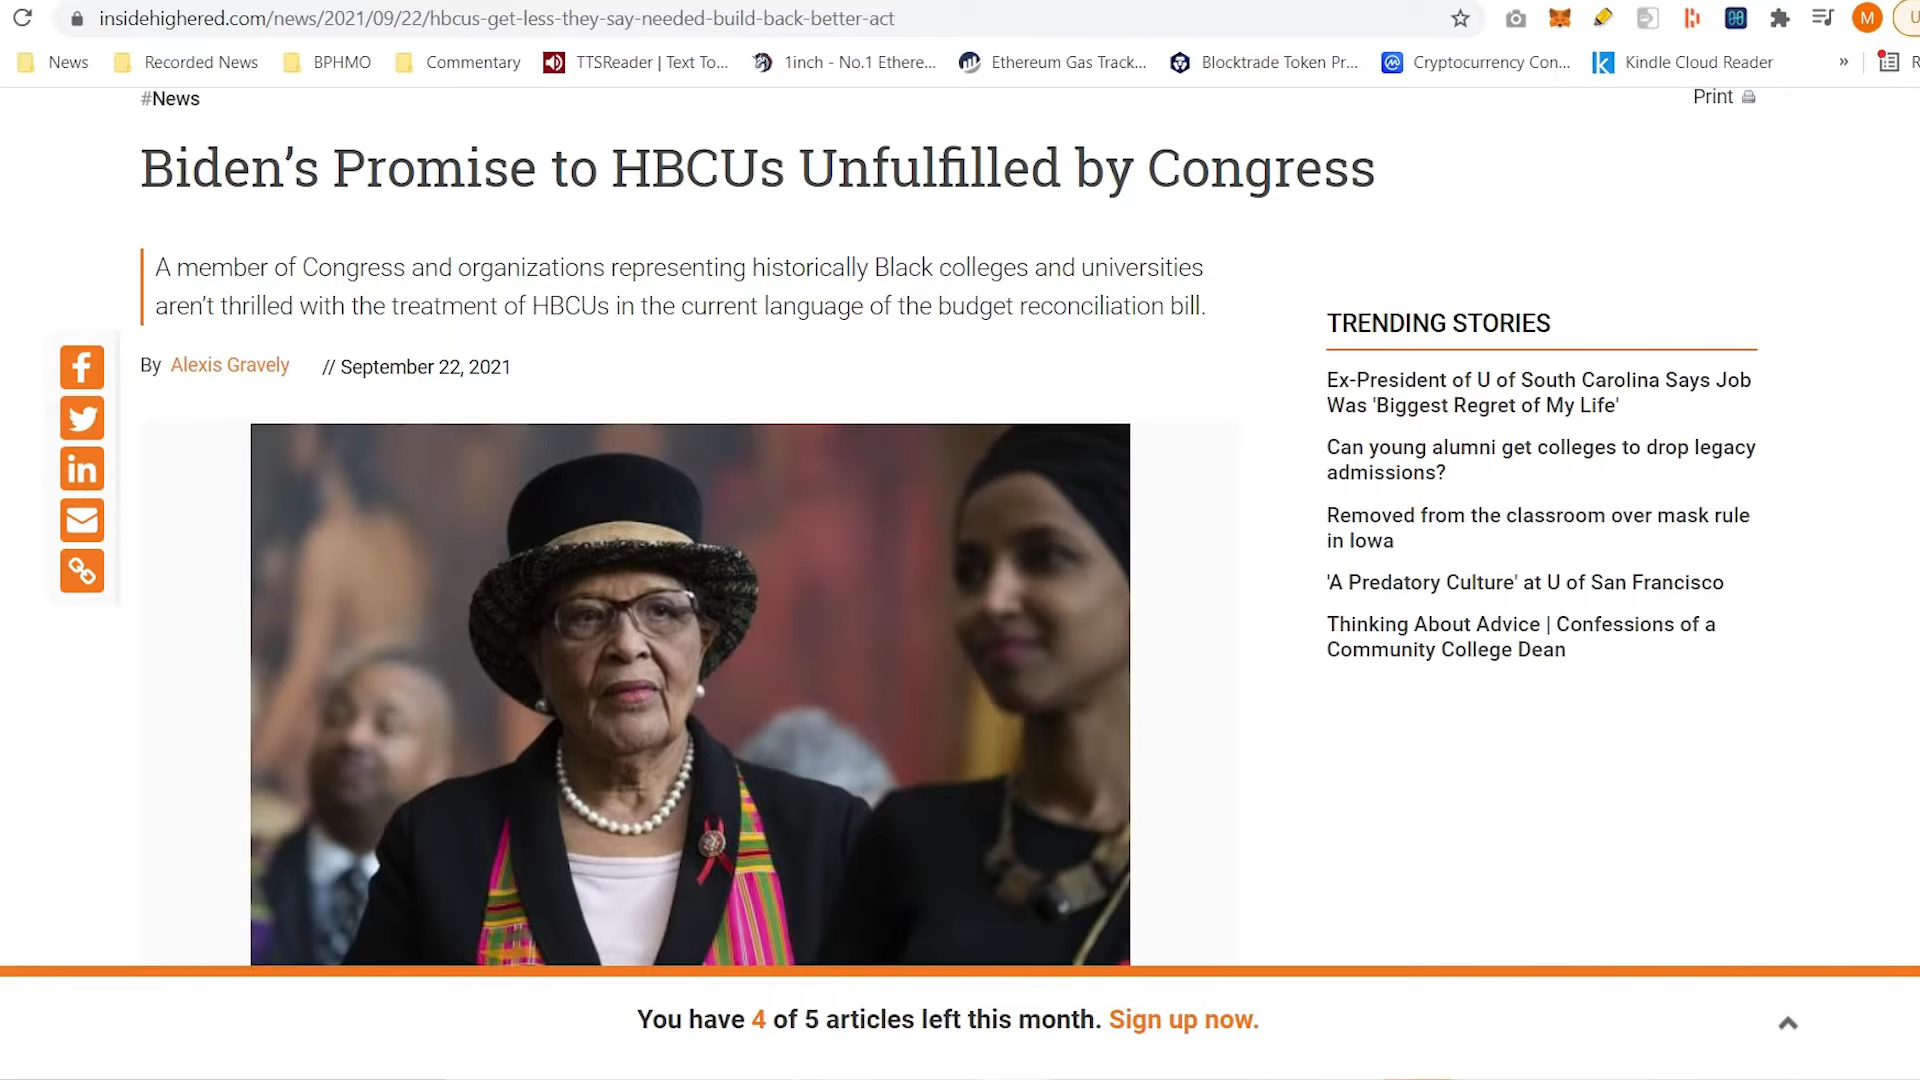 insidehighered.com/news/2021/09/22/hbcus-get-less-they-say-needed-build-back-better-act
M
News
Recorded News
BPHMO
Commentary
TTSReader | Text To...
1inch - No.1 Ethere...
Ethereum Gas Track...
Blocktrade Token Pr...
Cryptocurrency Con...
Kindle Cloud Reader
»
#News
Print
Biden's Promise to HBCUs Unfulfilled by Congress
A member of Congress and organizations representing historically Black colleges and universities
aren't thrilled with the treatment of HBCUs in the current language of the budget reconciliation bill.
By Alexis Gravely // September 22, 2021
TRENDING STORIES
Ex-President of U of South Carolina Says Job
Was 'Biggest Regret of My Life'
Can young alumni get colleges to drop legacy
admissions?
Removed from the classroom over mask rule
in Iowa
'A Predatory Culture' at U of San Francisco
Thinking About Advice | Confessions of a
Community College Dean
You have 4 of 5 articles left this month. Sign up now.